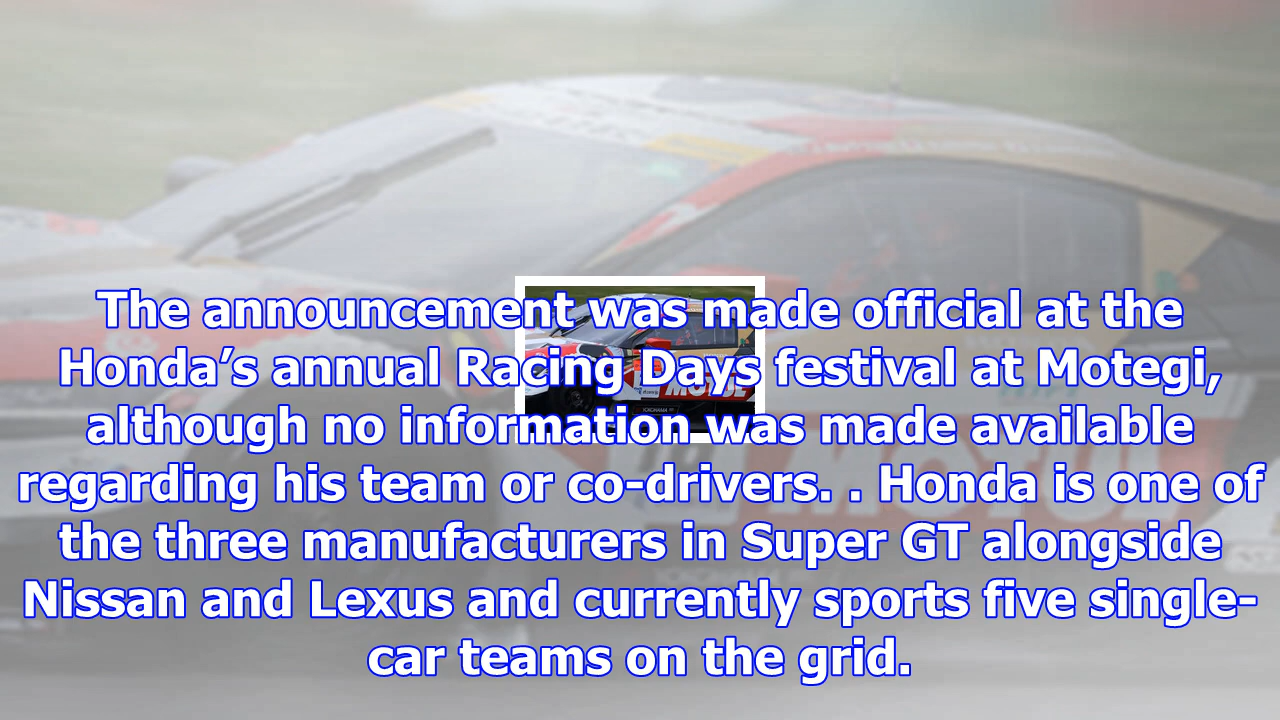 The announcement was made official at the
Honda’s annual Racing Days festival at Motegi,
although no information was made available
regarding his team or co-drivers. . Honda is one of
the three manufacturers in Super GT alongside
Nissan and Lexus and currently sports five single-
car teams on the grid.
MOTUL